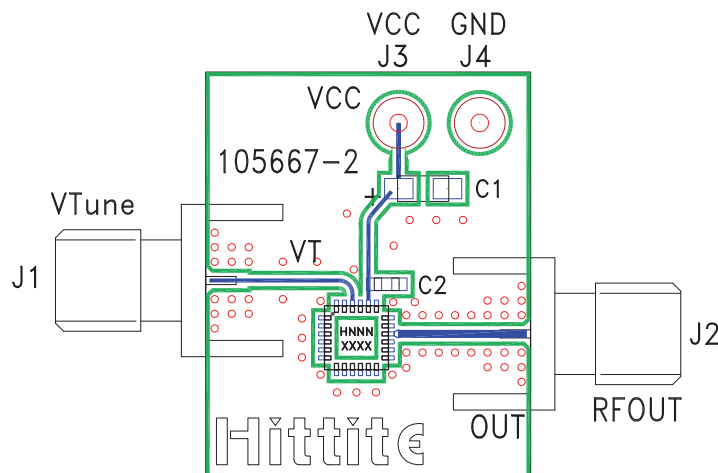 VCC GND
J3 J4
VCC
105667-2
+
C1
VTune
VT
J1
C2
HNNN
XXXX
J2
RFOUT
OUT
Hittite